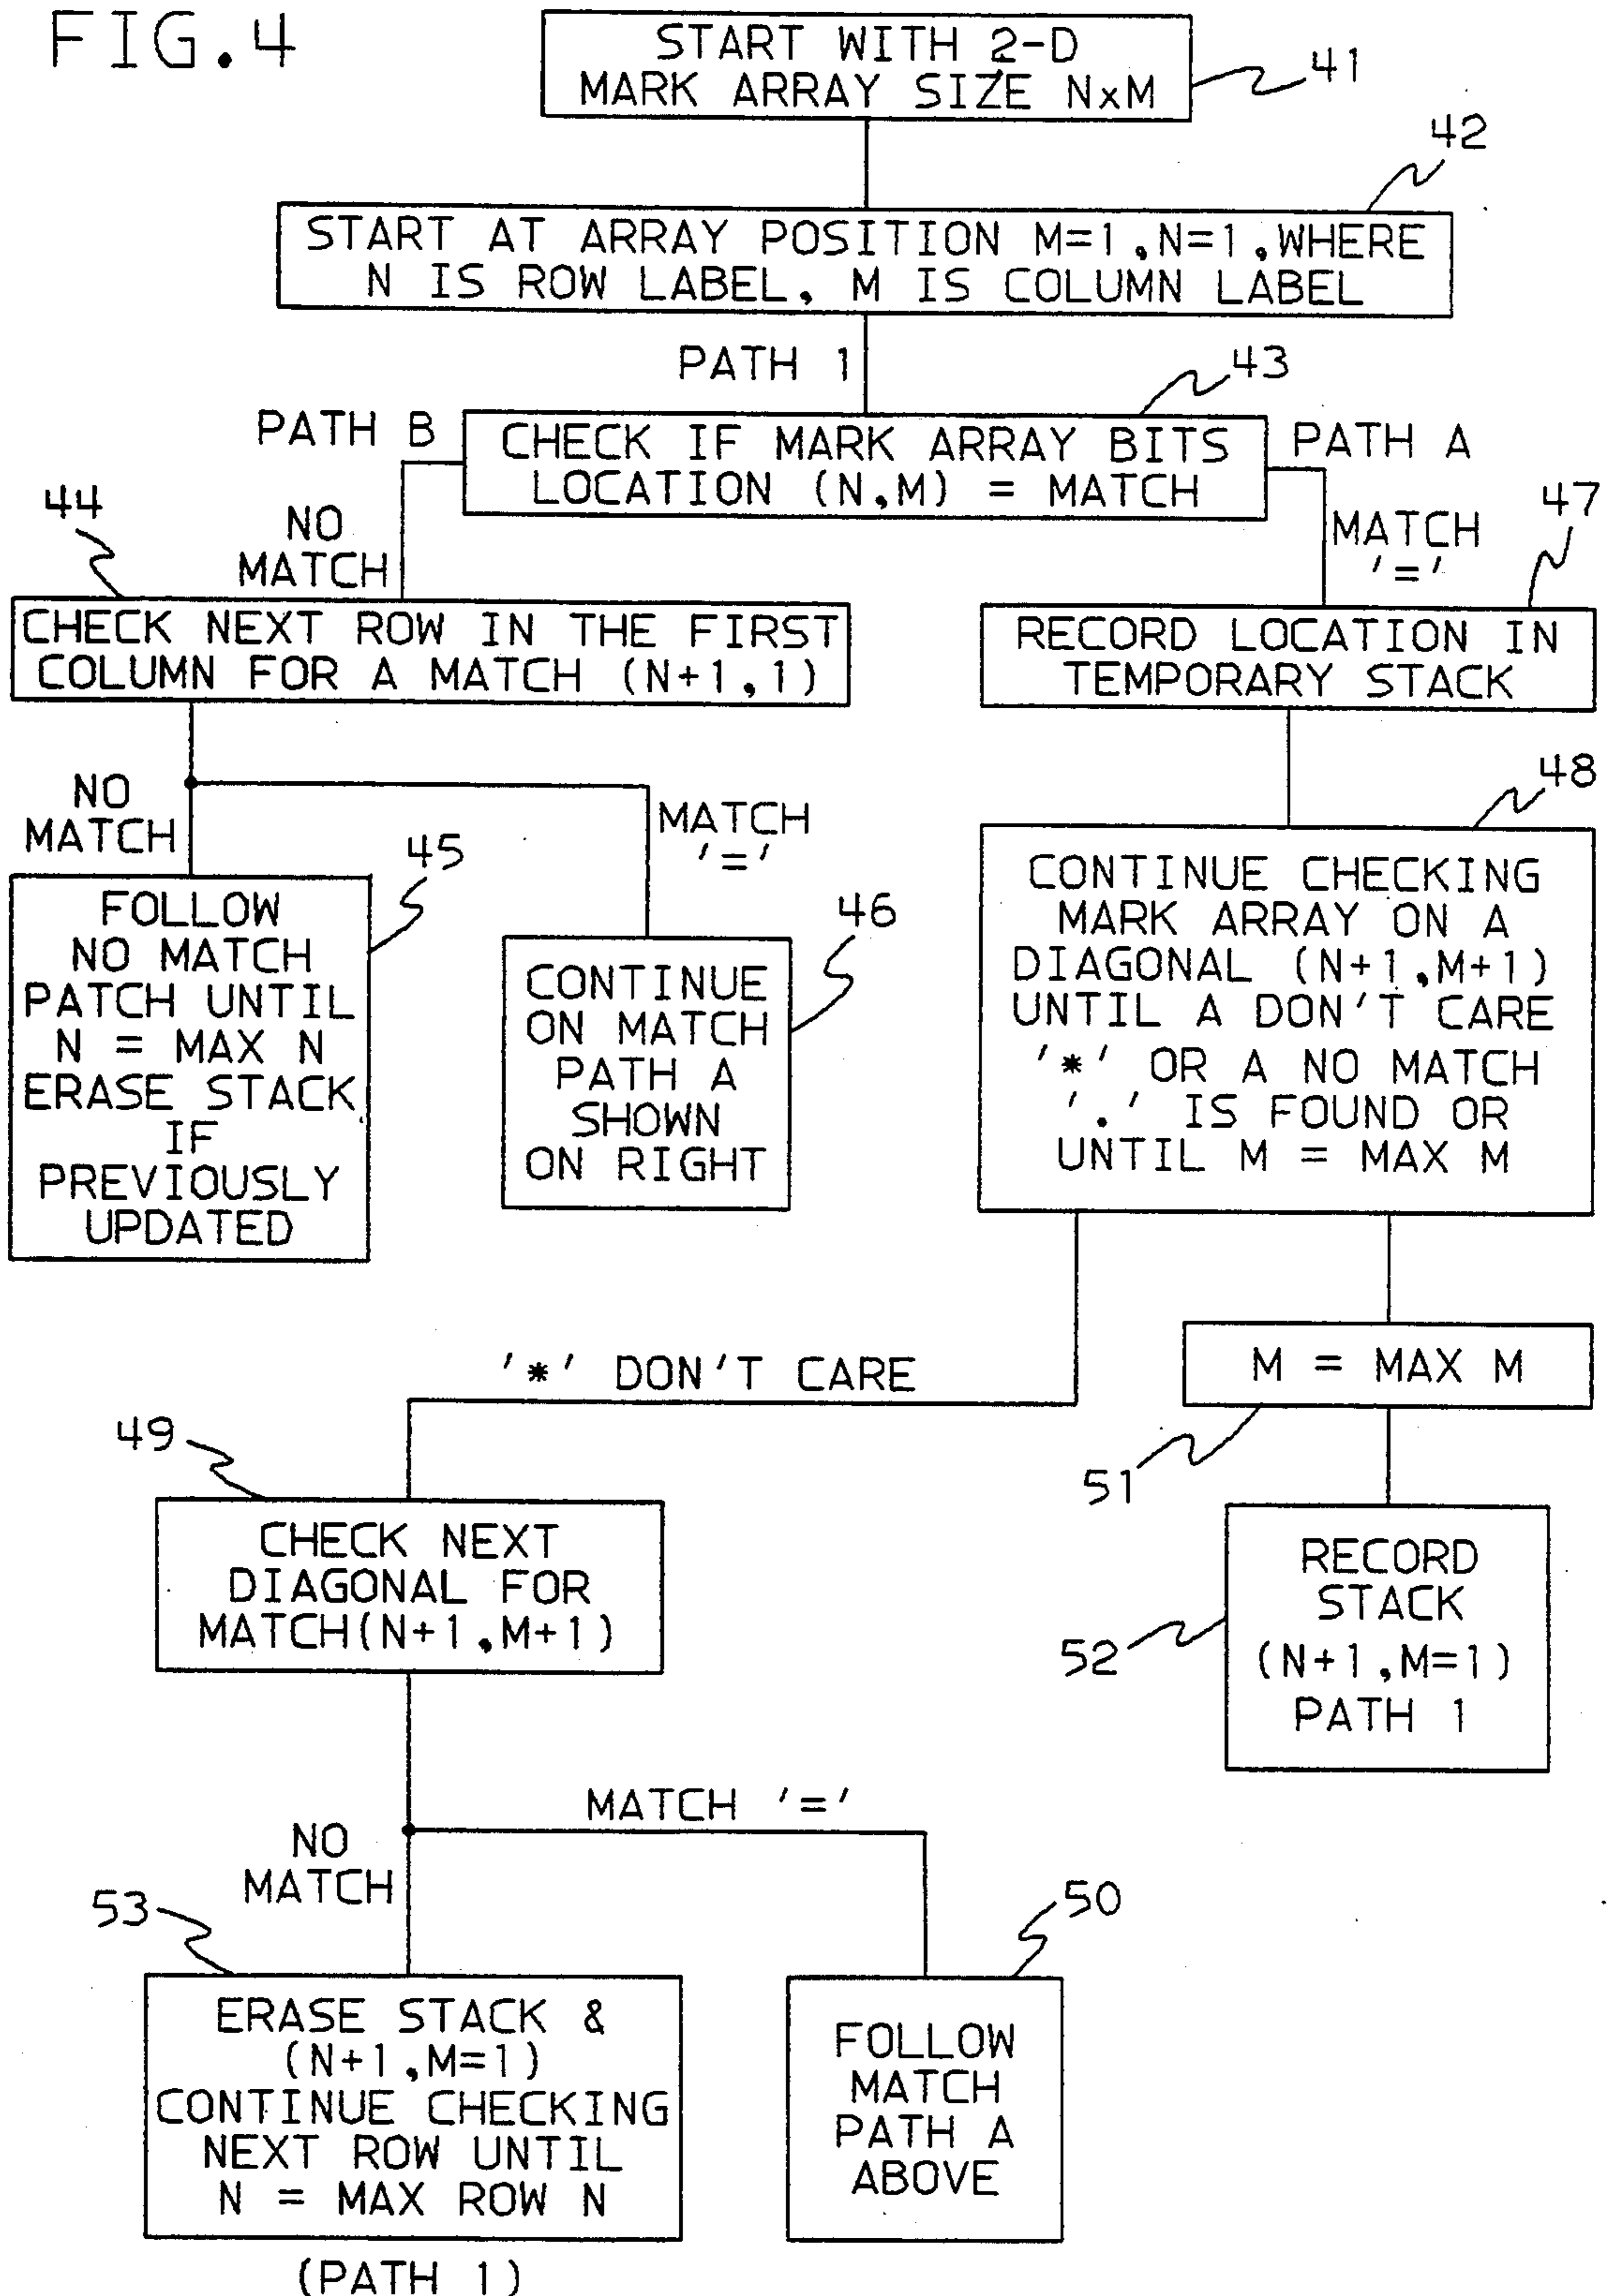 FIG.4
START WITH 2-D
MARK ARRAY SIZE NxM
41
42
START AT ARRAY POSITION M=1,N=1,WHERE
N IS ROW LABEL, M IS COLUMN LABEL
PATH 1
43
PATH B
CHECK IF MARK ARRAY BITS
LOCATION (N,M) = MATCH
PATH A
44
NO
MATCH
MATCH
'='
47
CHECK NEXT ROW IN THE FIRST
COLUMN FOR A MATCH (N+1,1)
RECORD LOCATION IN
TEMPORARY STACK
NO
MATCH
MATCH
'='
48
45
FOLLOW
NO MATCH
PATCH UNTIL
N = MAX N
ERASE STACK
IF
PREVIOUSLY
UPDATED
46
CONTINUE
ON MATCH
PATH A
SHOWN
ON RIGHT
CONTINUE CHECKING
MARK ARRAY ON A
DIAGONAL (N+1,M+1)
UNTIL A DON'T CARE
'*' OR A NO MATCH
'.' IS FOUND OR
UNTIL M = MAX M
'*' DON'T CARE
M = MAX M
49
51
CHECK NEXT
DIAGONAL FOR
MATCH(N+1,M+1)
52
RECORD
STACK
(N+1,M=1)
PATH 1
MATCH '='
NO
MATCH
53
50
ERASE STACK &
(N+1,M=1)
CONTINUE CHECKING
NEXT ROW UNTIL
N = MAX ROW N
FOLLOW
MATCH
PATH A
ABOVE
(PATH 1)